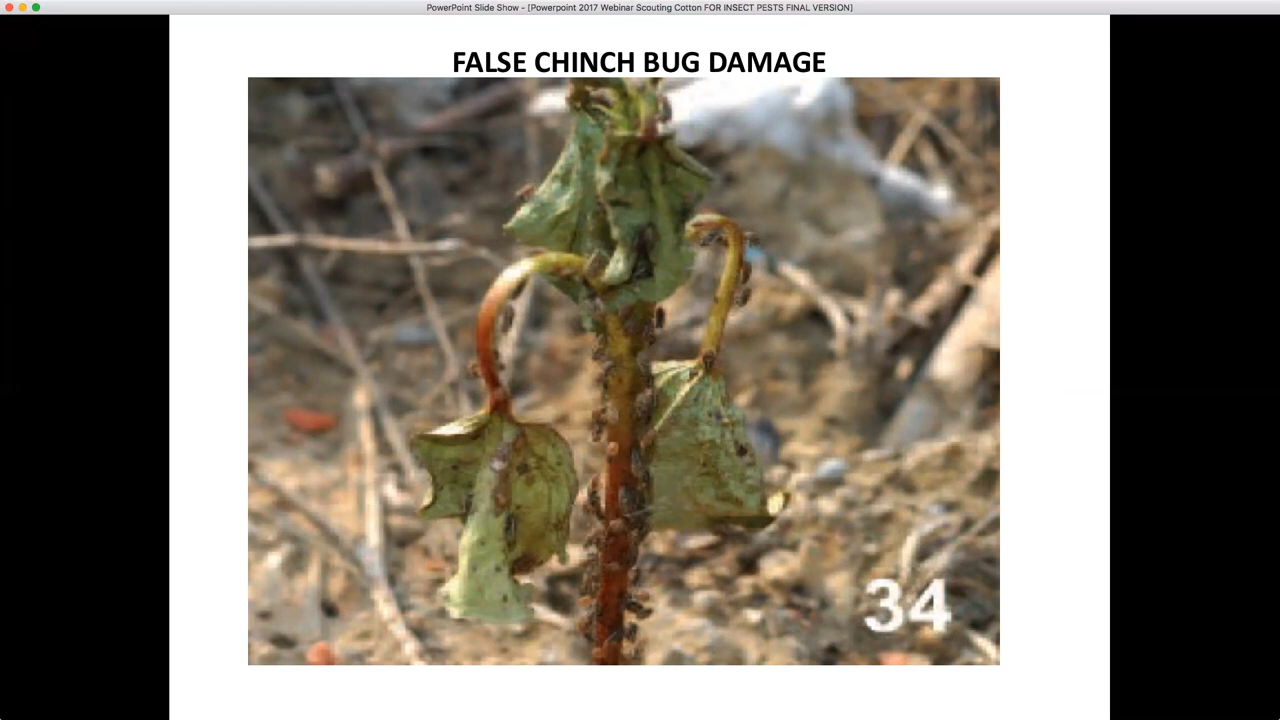 PowerPoint Slide Show - [Powerpoint 2017 Webinar Scouting Cotton FOR INSECT PESTS FINAL VERSION]
FALSE CHINCH BUG DAMAGE
34